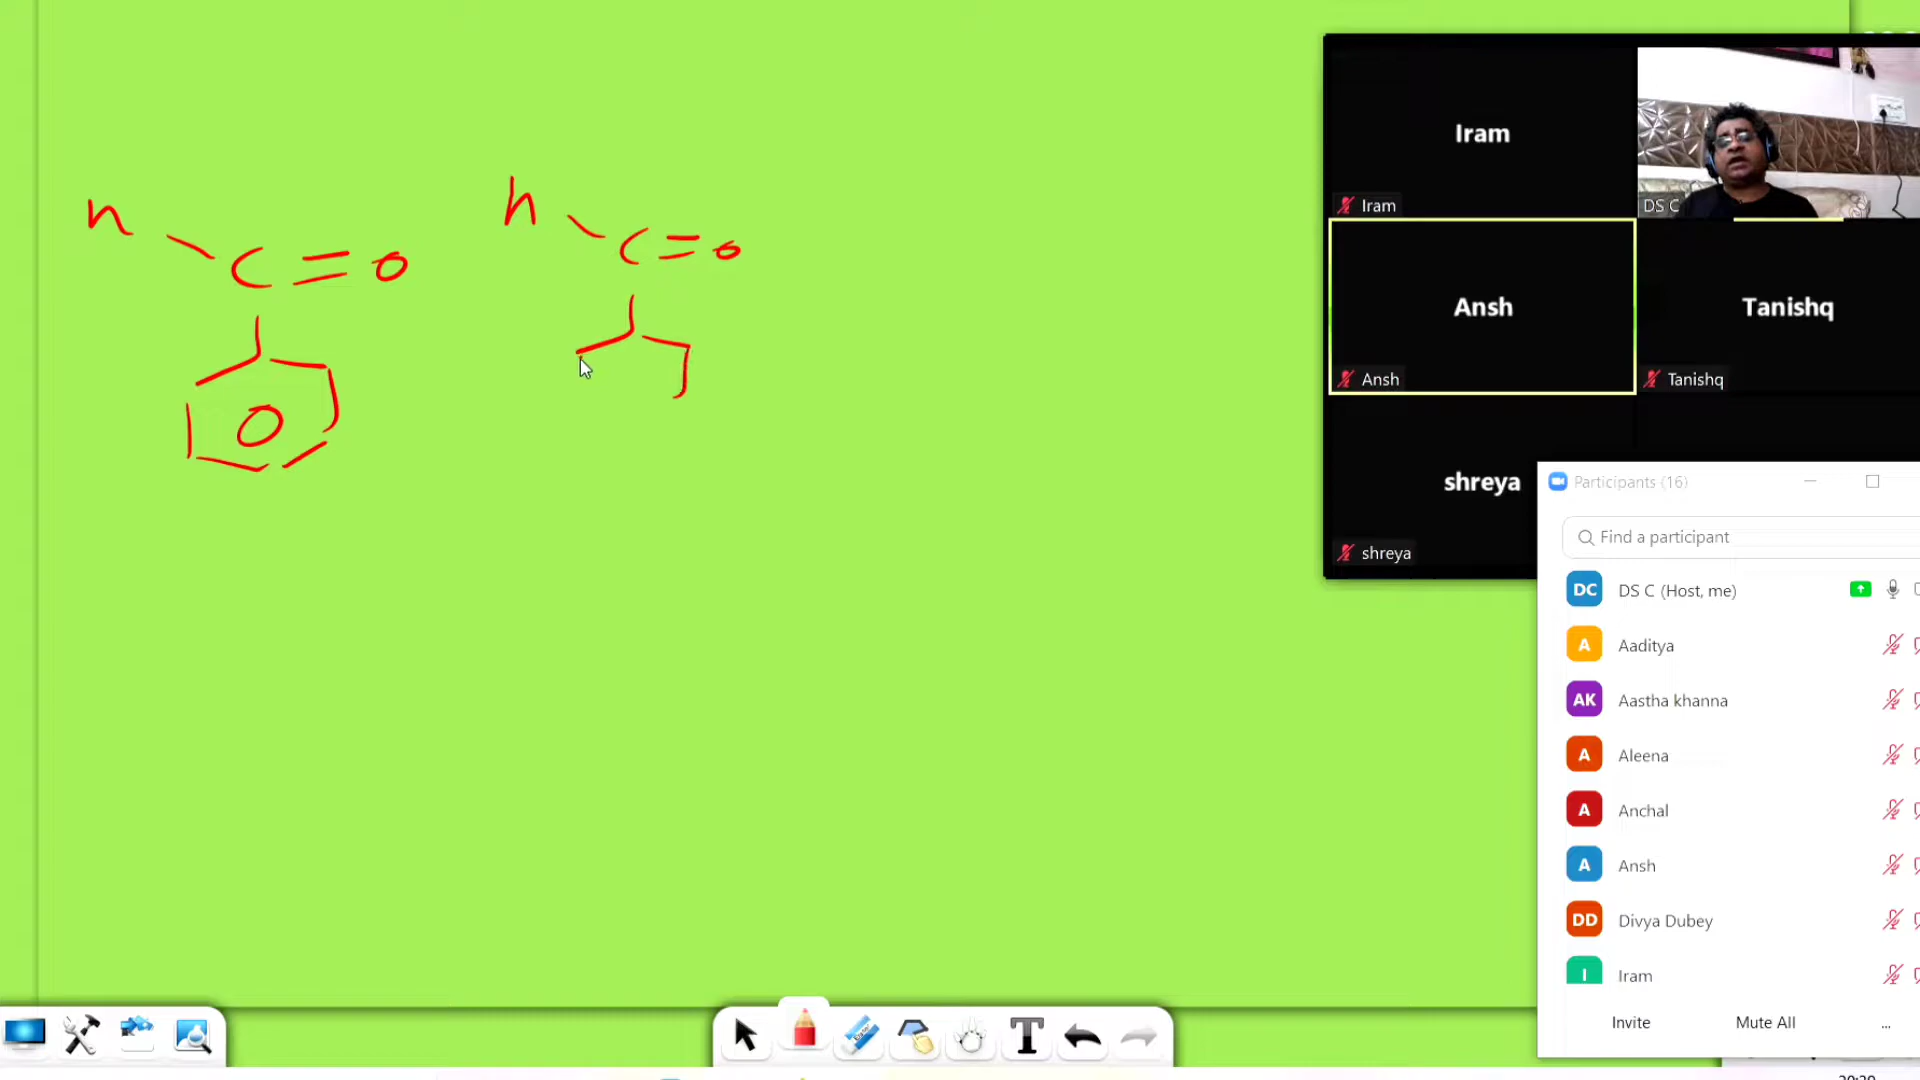 h
C = O
h
C = O
Iram
Iram
DS C
Ansh
Ansh
Tanishq
Tanishq
shreya
shreya
Participants (16)
Find a participant
DC DS C (Host, me)
A Aaditya
AK Aastha khanna
A Aleena
A Anchal
A Ansh
DD Divya Dubey
I Iram
Invite Mute All ...
T